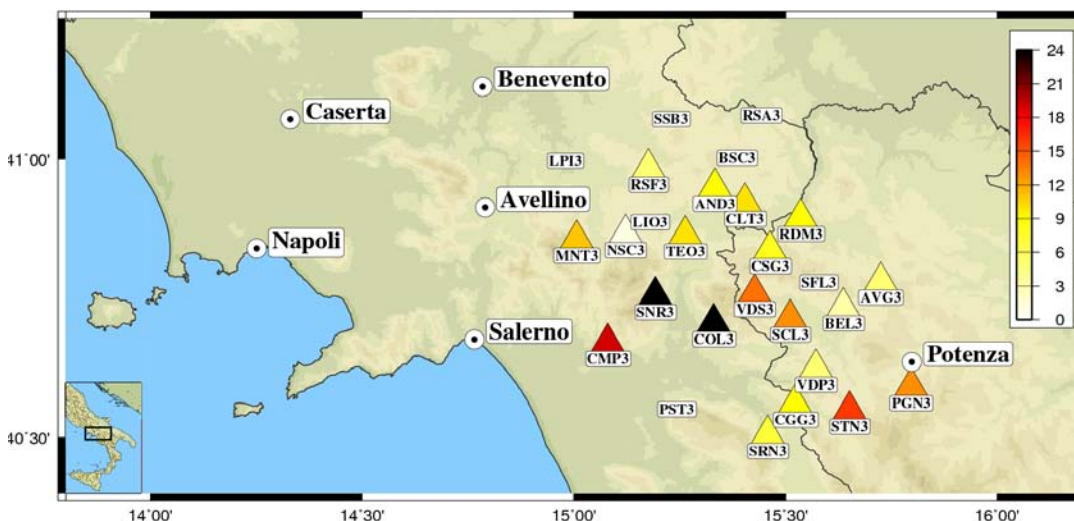 Benevento
Caserta
SSB3
RSA3
41˚00'
LPI3
BSC3
RSF3
AND3
CLT3
Avellino
LIO3
RDM3
NSC3
TEO3
MNT3
Napoli
CSG3
SFL3
AVG3
SNR3
VDS3
BEL3
SCL3
COL3
Salerno
CMP3
Potenza
VDP3
PGN3
PST3
CGG3
STN3
40˚30'
SRN3
14˚00'
14˚30'
15˚00'
15˚30'
16˚00'
24
21
18
15
12
9
6
3
0